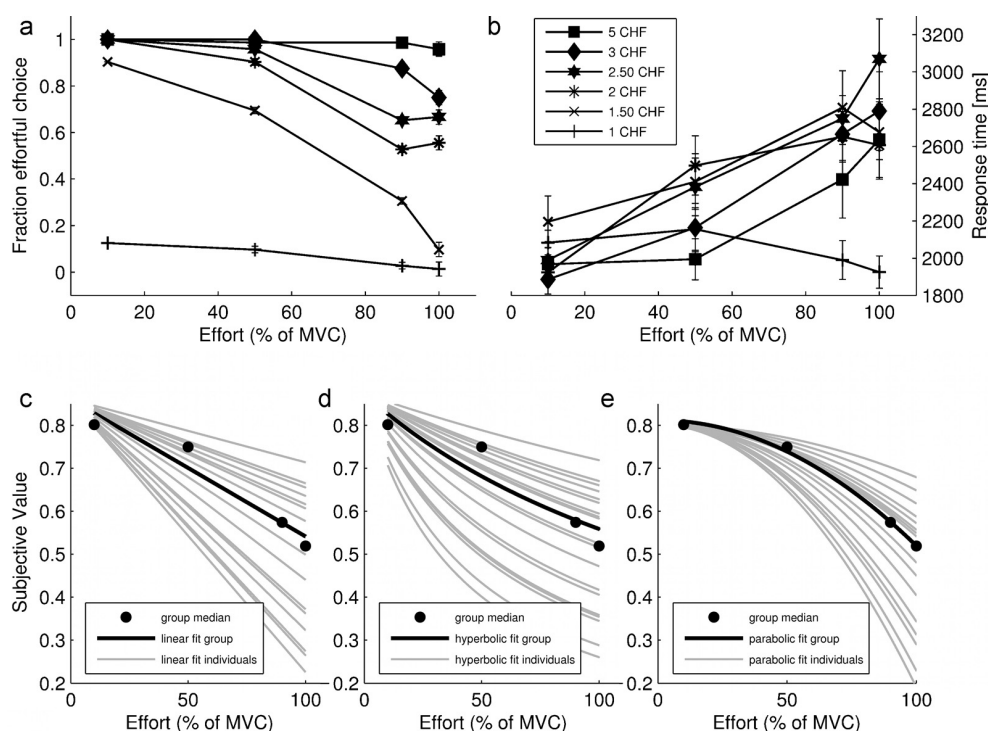 a
1
0.8
0.6
0.4
0.2
0
Fraction effortful choice
0 20 40 60 80 100
Effort (% of MVC)
b
5 CHF
3 CHF
2.50 CHF
2 CHF
1.50 CHF
1 CHF
3200
3000
2800
2600
2400
2200
2000
1800
Response time [ms]
0 20 40 60 80 100
Effort (% of MVC)
c
0.8
0.7
0.6
0.5
0.4
0.3
0.2
Subjective Value
group median
linear fit group
linear fit individuals
0 50 100
Effort (% of MVC)
d
0.8
0.7
0.6
0.5
0.4
0.3
0.2
group median
hyperbolic fit group
hyperbolic fit individuals
0 50 100
Effort (% of MVC)
e
0.8
0.7
0.6
0.5
0.4
0.3
0.2
group median
parabolic fit group
parabolic fit individuals
0 50 100
Effort (% of MVC)